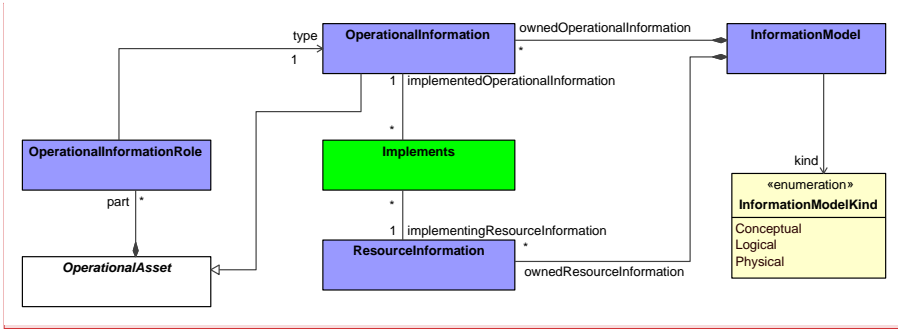 type
OperationalInformation
ownedOperationalInformation
InformationModel
1
*
1
implementedOperationalInformation
*
OperationalInformationRole
Implements
kind
part
*
*
«enumeration»
InformationModelKind
1
implementingResourceInformation
Conceptual
Logical
Physical
OperationalAsset
ResourceInformation
*
ownedResourceInformation